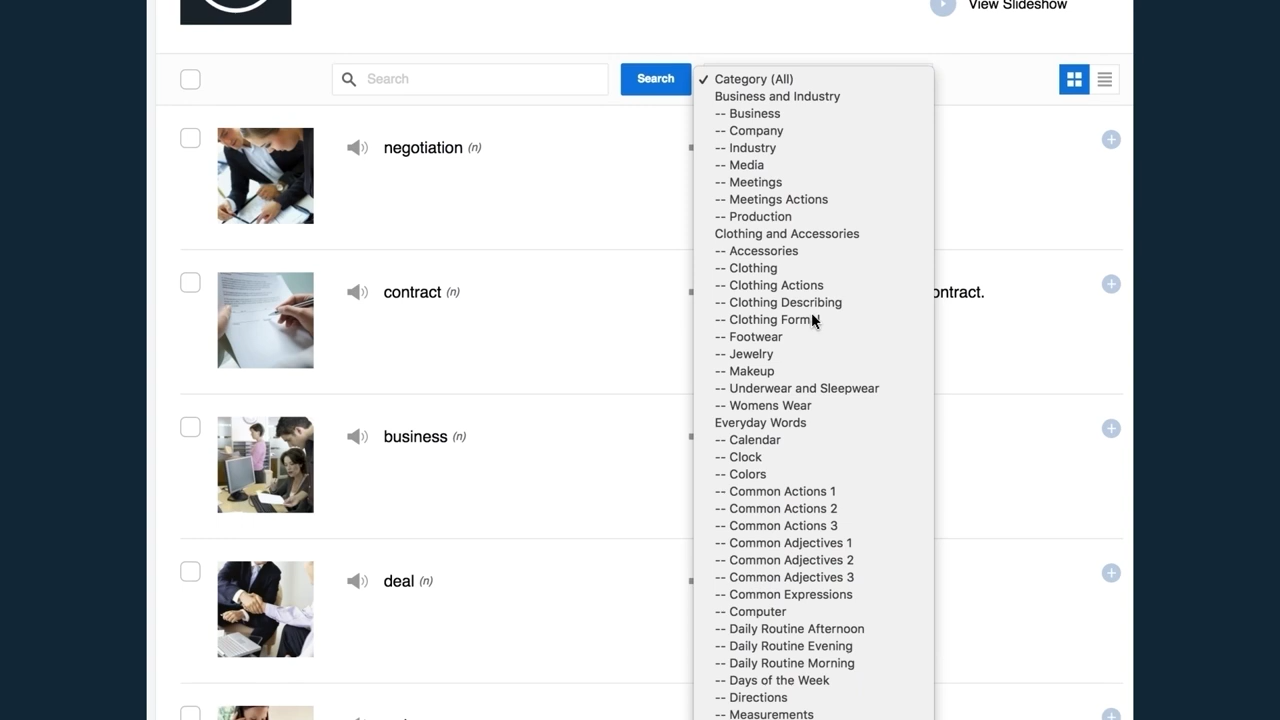 View Slideshow
Search
Search
✓ Category (All)
Business and Industry
-- Business
-- Company
-- Industry
-- Media
-- Meetings
-- Meetings Actions
-- Production
Clothing and Accessories
-- Accessories
-- Clothing
-- Clothing Actions
-- Clothing Describing
-- Clothing Formal
-- Footwear
-- Jewelry
-- Makeup
-- Underwear and Sleepwear
-- Womens Wear
Everyday Words
-- Calendar
-- Clock
-- Colors
-- Common Actions 1
-- Common Actions 2
-- Common Actions 3
-- Common Adjectives 1
-- Common Adjectives 2
-- Common Adjectives 3
-- Common Expressions
-- Computer
-- Daily Routine Afternoon
-- Daily Routine Evening
-- Daily Routine Morning
-- Days of the Week
-- Directions
-- Measurements
negotiation (n)
contract (n)
ontract.
business (n)
deal (n)